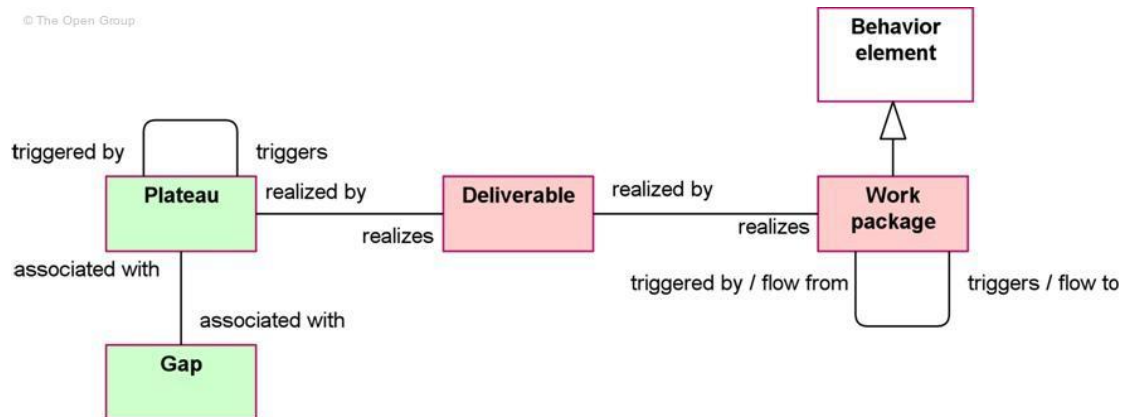 © The Open Group
Behavior
element
triggered by
triggers
Plateau
realized by
realizes
Deliverable
realized by
realizes
Work
package
associated with
associated with
triggered by / flow from
triggers / flow to
Gap